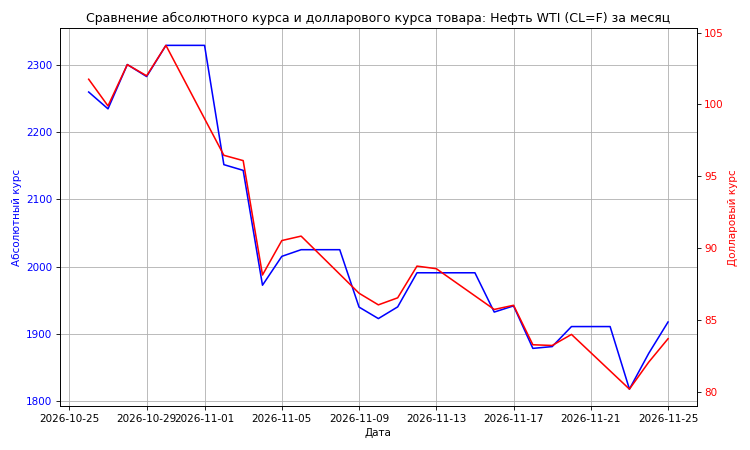 Сравнение абсолютного курса и долларового курса товара: Нефть WTI (CL=F) за месяц
Абсолютный курс
2300
2200
2100
2000
1900
1800
105
100
95
90
85
80
Долларовый курс
2026-10-25 2026-10-29 2026-11-01 2026-11-05 2026-11-09 2026-11-13 2026-11-17 2026-11-21 2026-11-25
Дата